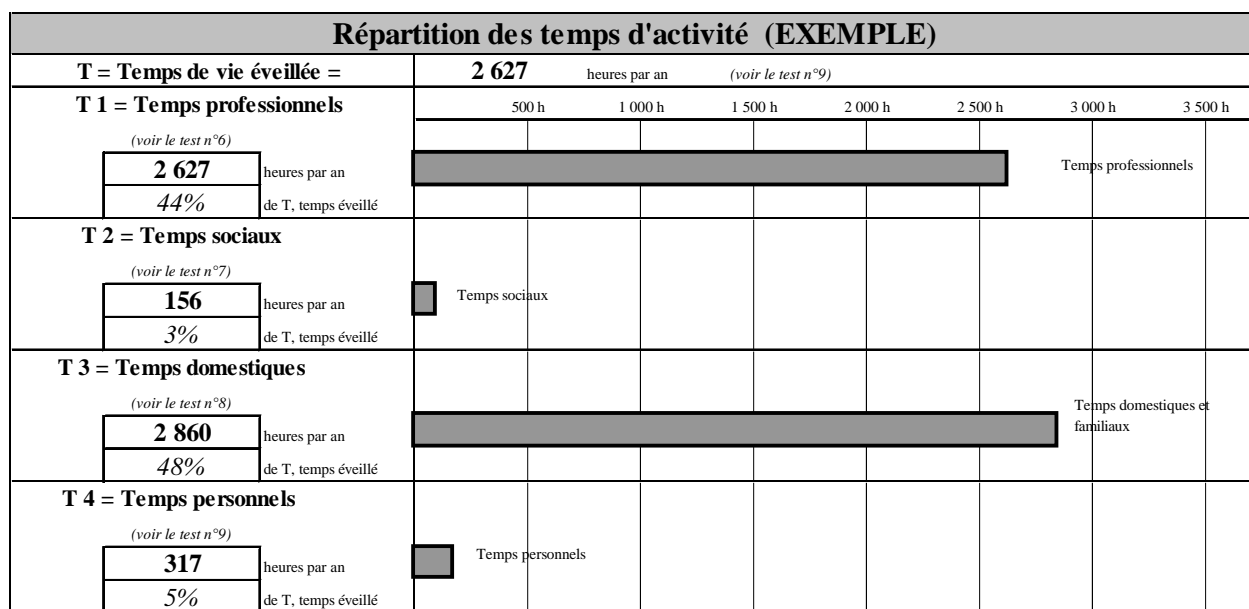 Répartition des temps d'activité (EXEMPLE)
T = Temps de vie éveillée = 2 627 heures par an (voir le test n°9)
T 1 = Temps professionnels 500 h 1 000 h 1 500 h 2 000 h 2 500 h 3 000 h 3 500 h
(voir le test n°6)
2 627 heures par an Temps professionnels
44% de T, temps éveillé
T 2 = Temps sociaux
(voir le test n°7)
156 heures par an Temps sociaux
3% de T, temps éveillé
T 3 = Temps domestiques
(voir le test n°8) Temps domestiques et
2 860 heures par an familiaux
48% de T, temps éveillé
T 4 = Temps personnels
(voir le test n°9)
317 heures par an Temps personnels
5% de T, temps éveillé